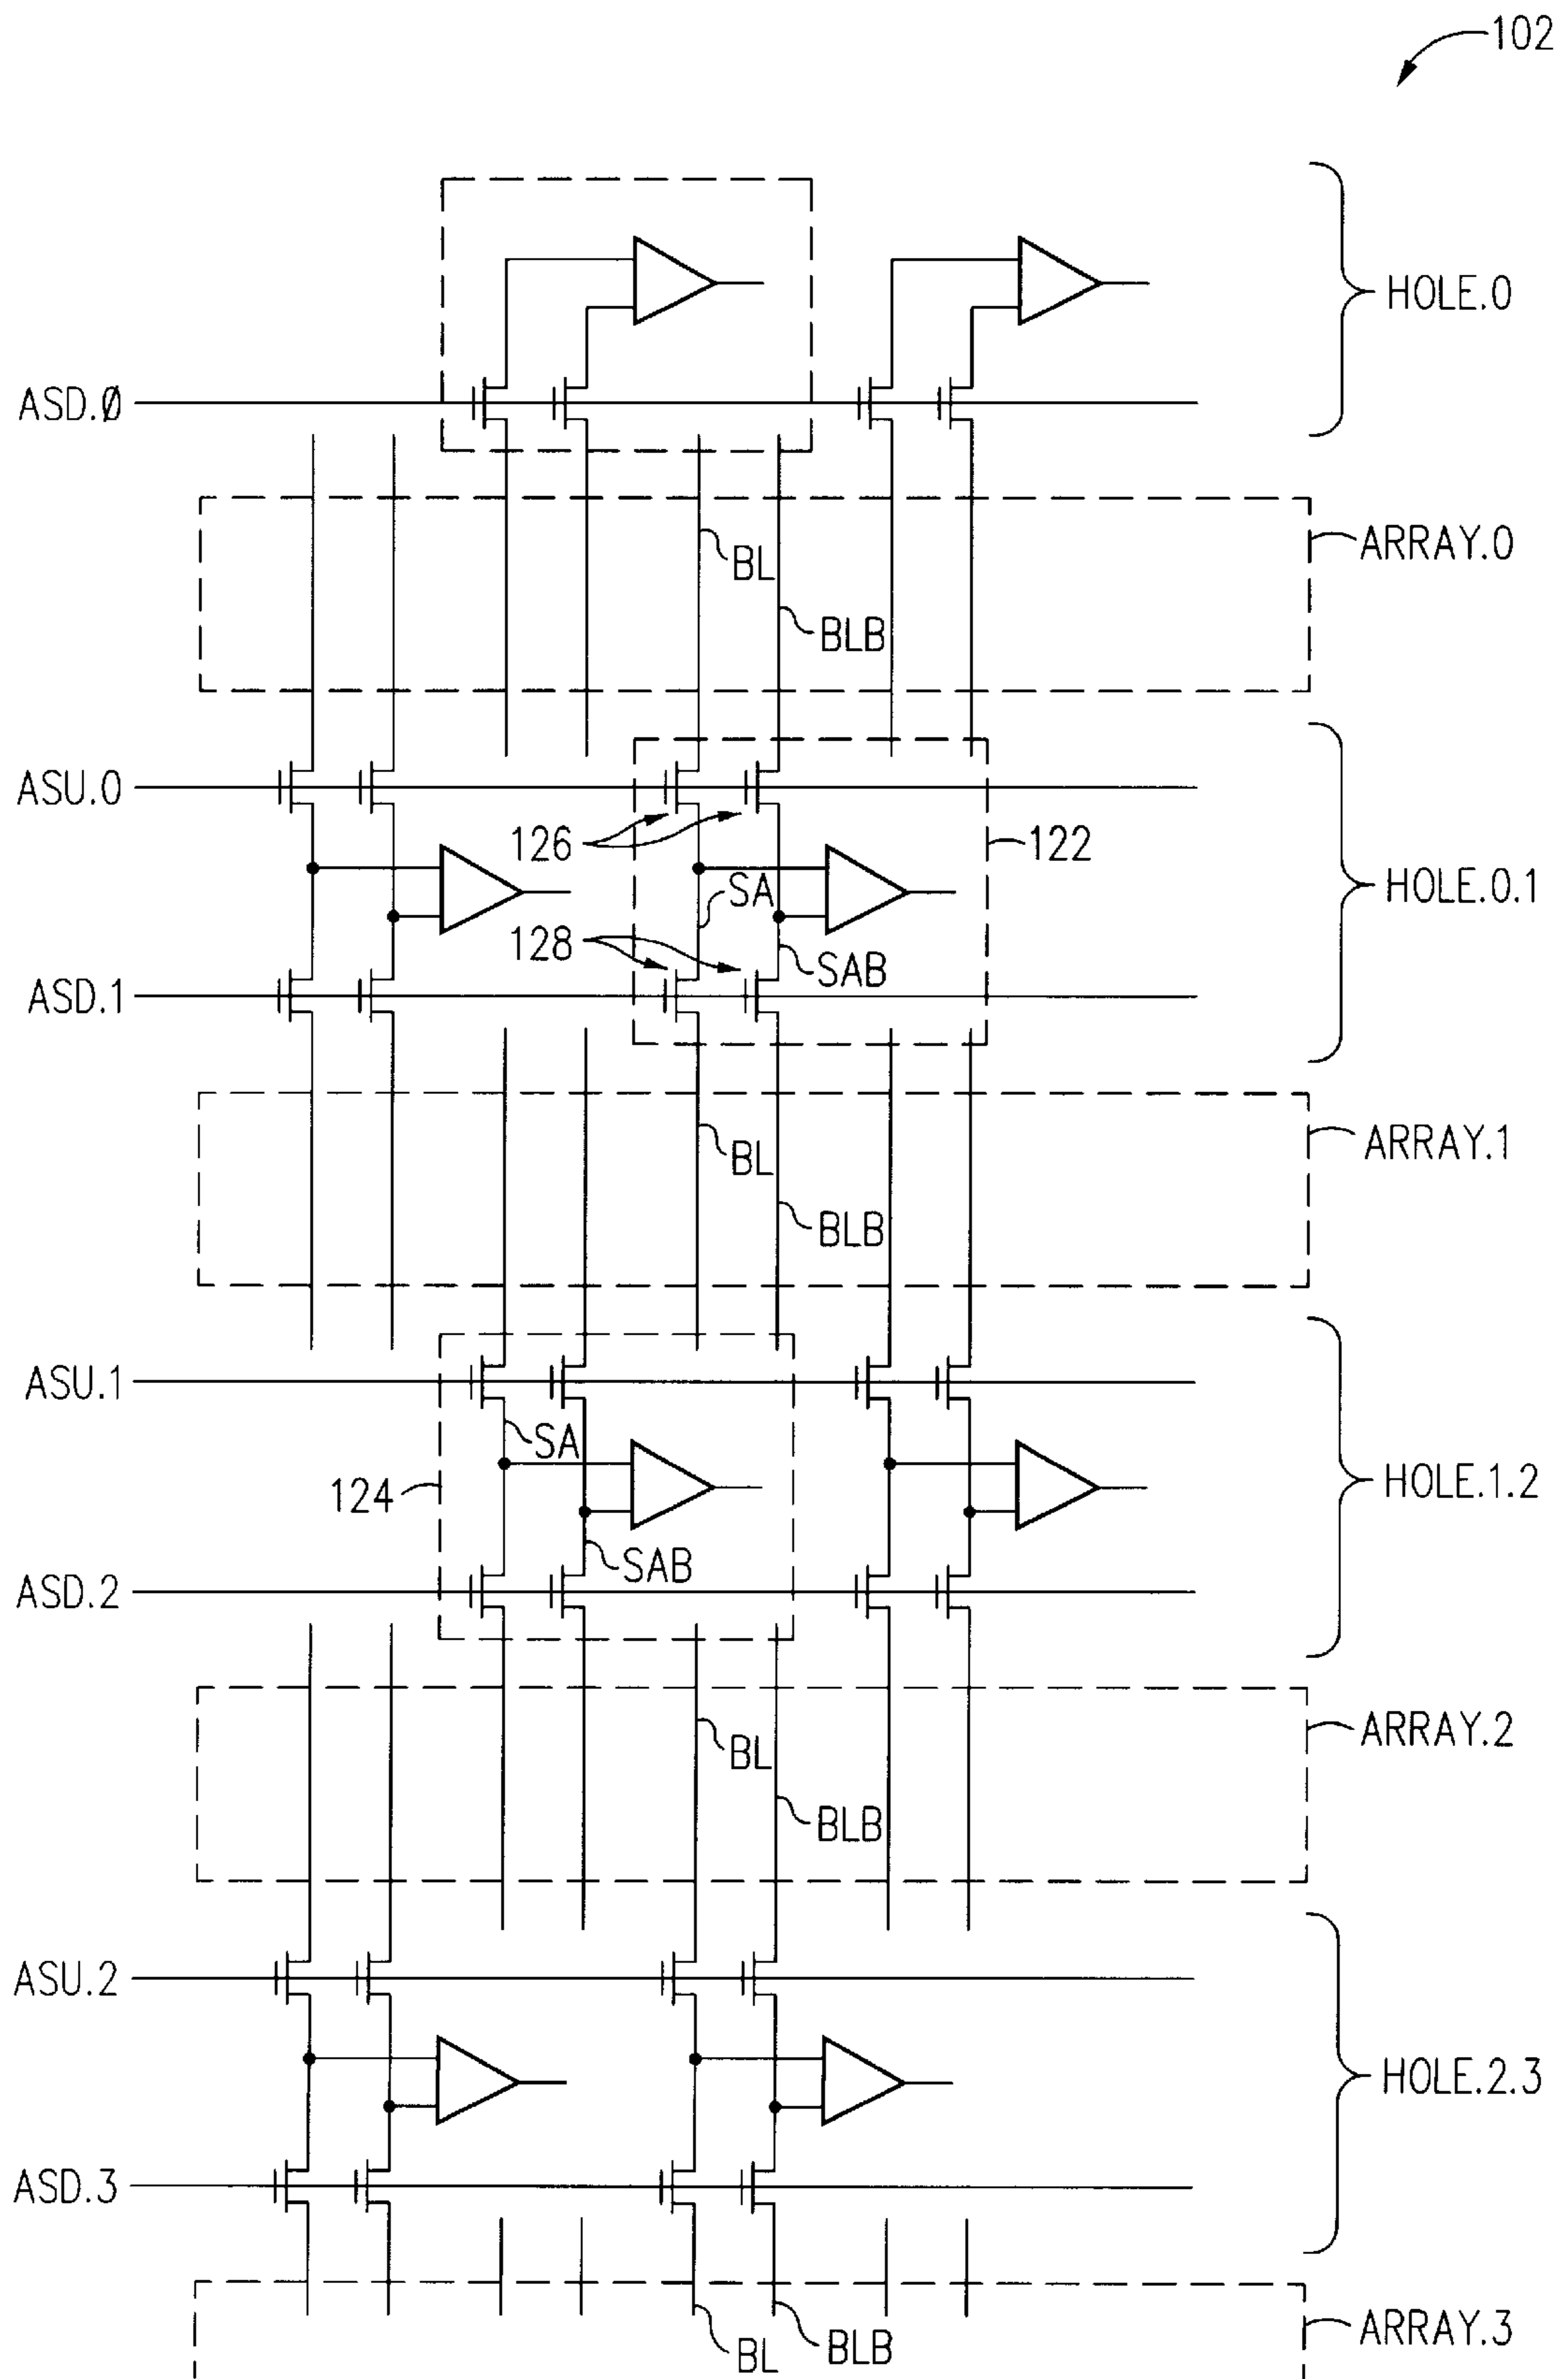 102
HOLE.0
ASD.Ø
ARRAY.0
BL
BLB
ASU.0
126
122
SA
HOLE.0.1
128
SAB
ASD.1
ARRAY.1
BL
BLB
ASU.1
SA
124
HOLE.1.2
SAB
ASD.2
ARRAY.2
BL
BLB
ASU.2
HOLE.2.3
ASD.3
ARRAY.3
BL
BLB